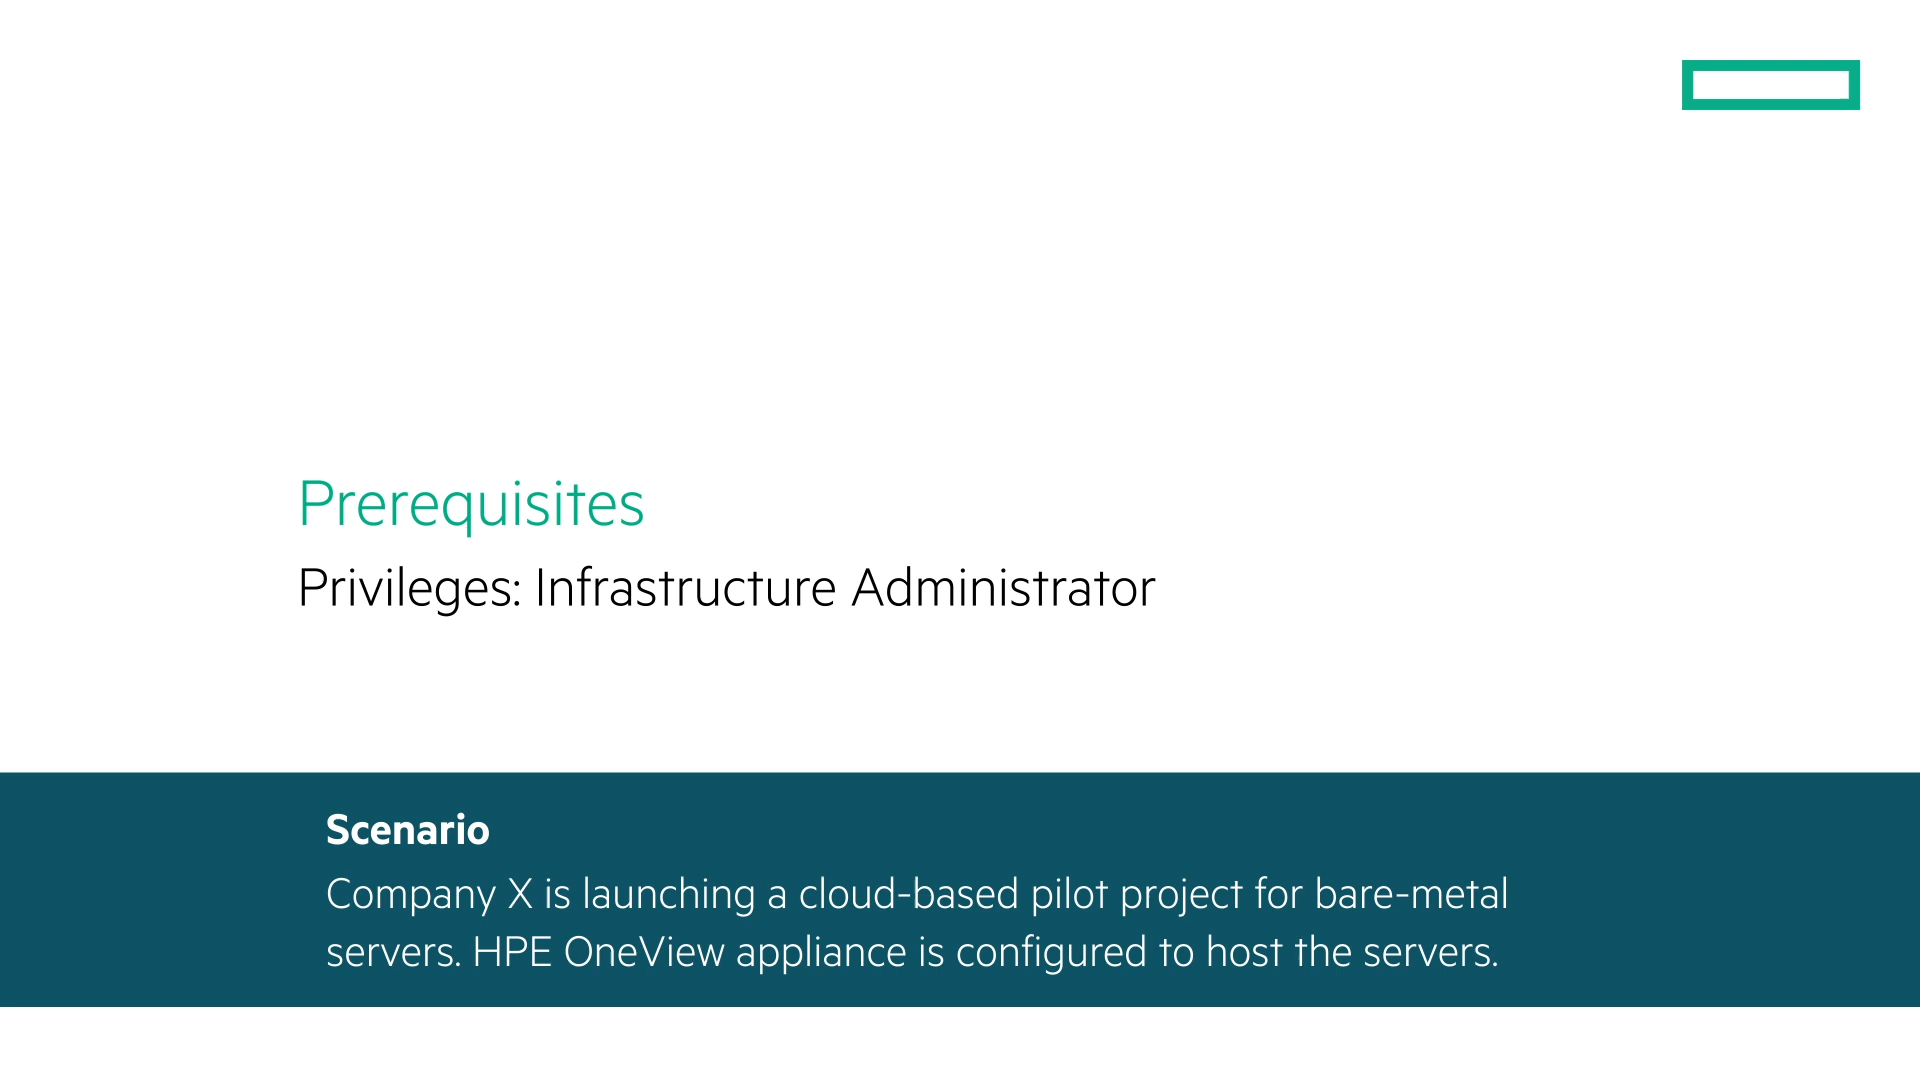 Prerequisites
Privileges: Infrastructure Administrator
Scenario
Company X is launching a cloud-based pilot project for bare-metal
servers. HPE OneView appliance is configured to host the servers.